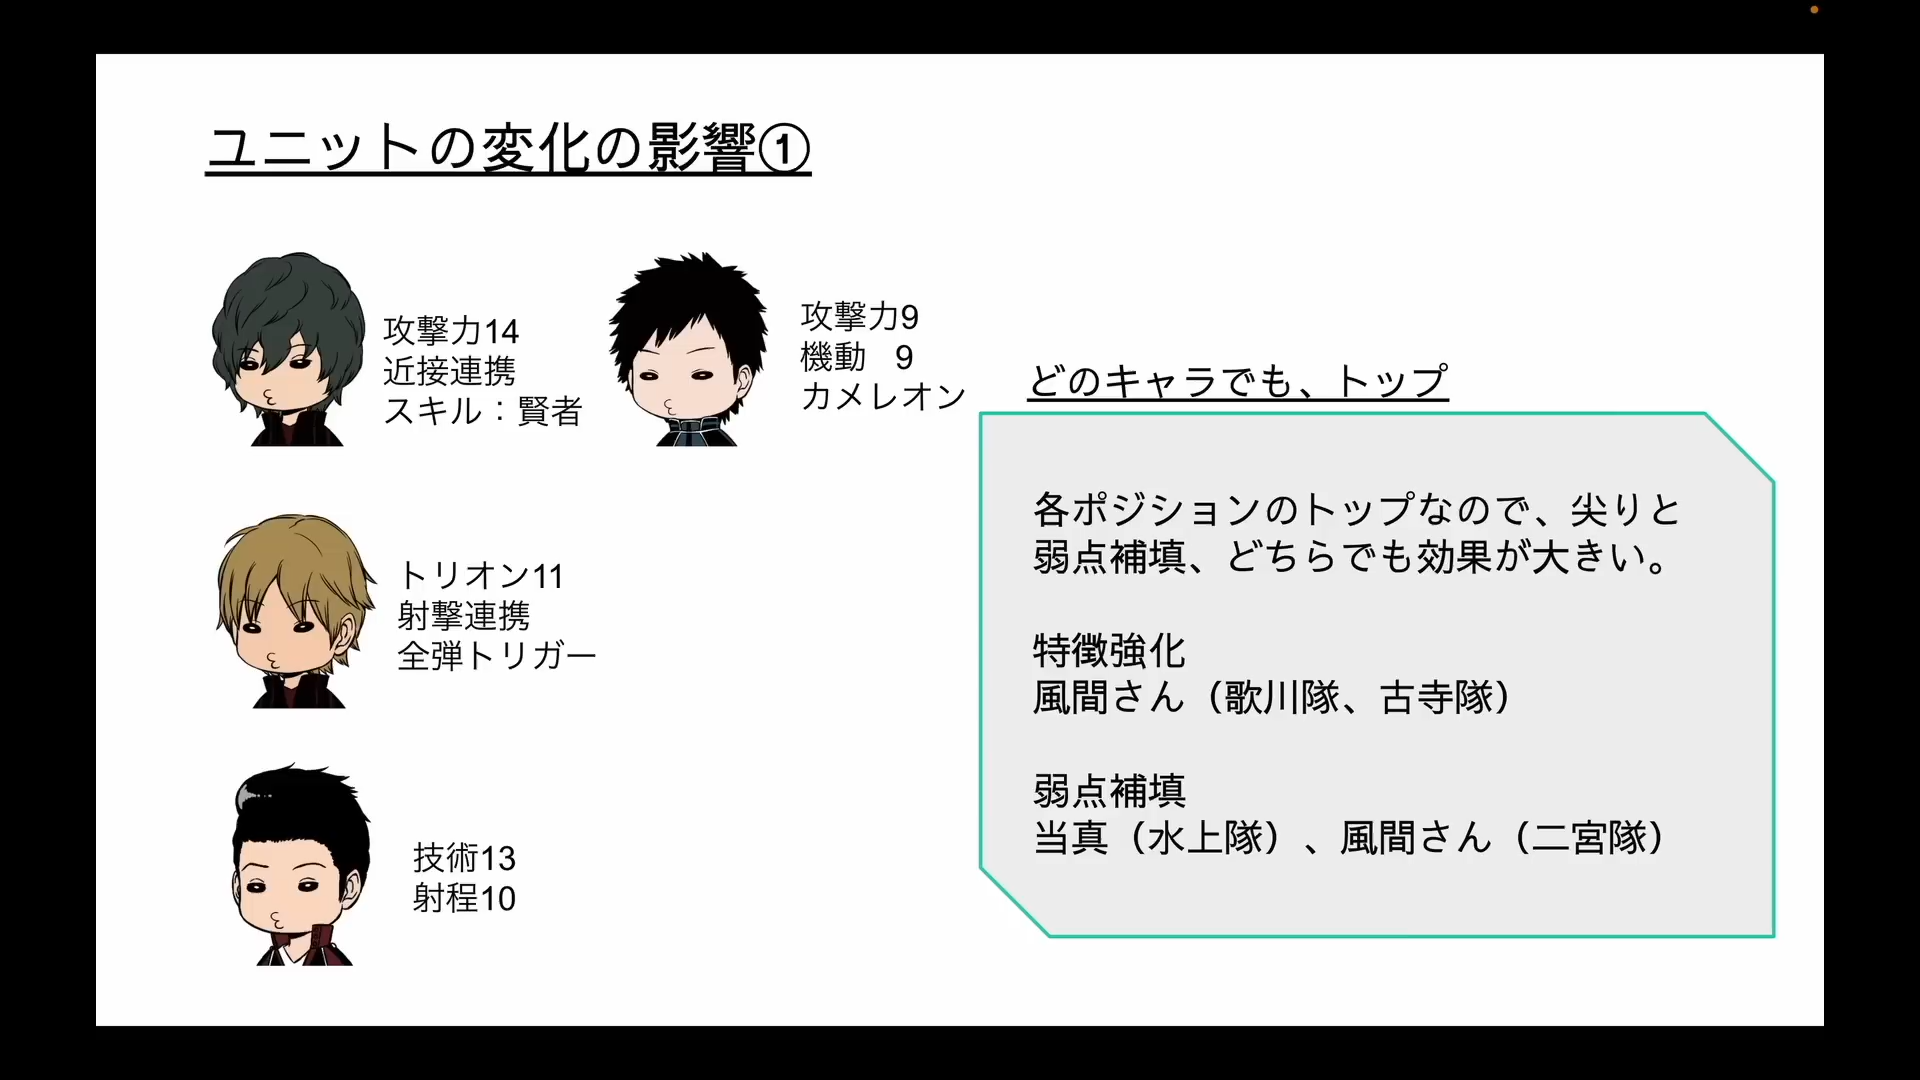 ユニットの変化の影響①
攻撃力14
近接連携
スキル：賢者
攻撃力9
機動　9
カメレオン
トリオン11
射撃連携
全弾トリガー
技術13
射程10
どのキャラでも、トップ
各ポジションのトップなので、尖りと
弱点補填、どちらでも効果が大きい。
特徴強化
風間さん（歌川隊、古寺隊）
弱点補填
当真（水上隊）、風間さん（二宮隊）